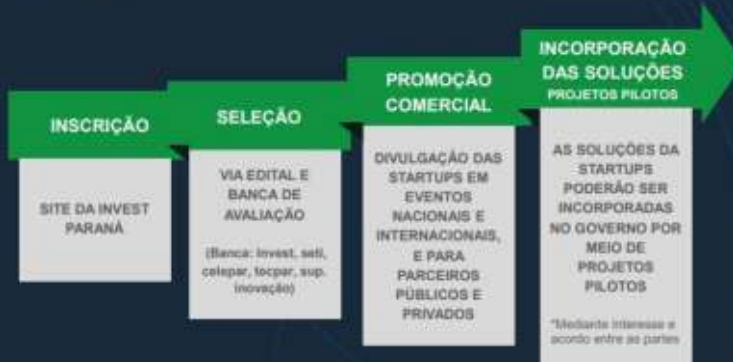 INSCRIÇÃO
SITE DA INVEST
PARANÁ
SELEÇÃO
VIA EDITAL E
BANCA DE
AVALIAÇÃO
(Banca: Invest, seti,
celepar, tecpar, sup.
inovação)
PROMOÇÃO
COMERCIAL
DIVULGAÇÃO DAS
STARTUPS EM
EVENTOS
NACIONAIS E
INTERNACIONAIS,
E PARA
PARCEIROS
PÚBLICOS E
PRIVADOS
INCORPORAÇÃO
DAS SOLUÇÕES
PROJETOS PILOTOS
AS SOLUÇÕES DA
STARTUPS
PODERÃO SER
INCORPORADAS
NO GOVERNO POR
MEIO DE
PROJETOS
PILOTOS
*Mediante interesse e
acordo entre as partes